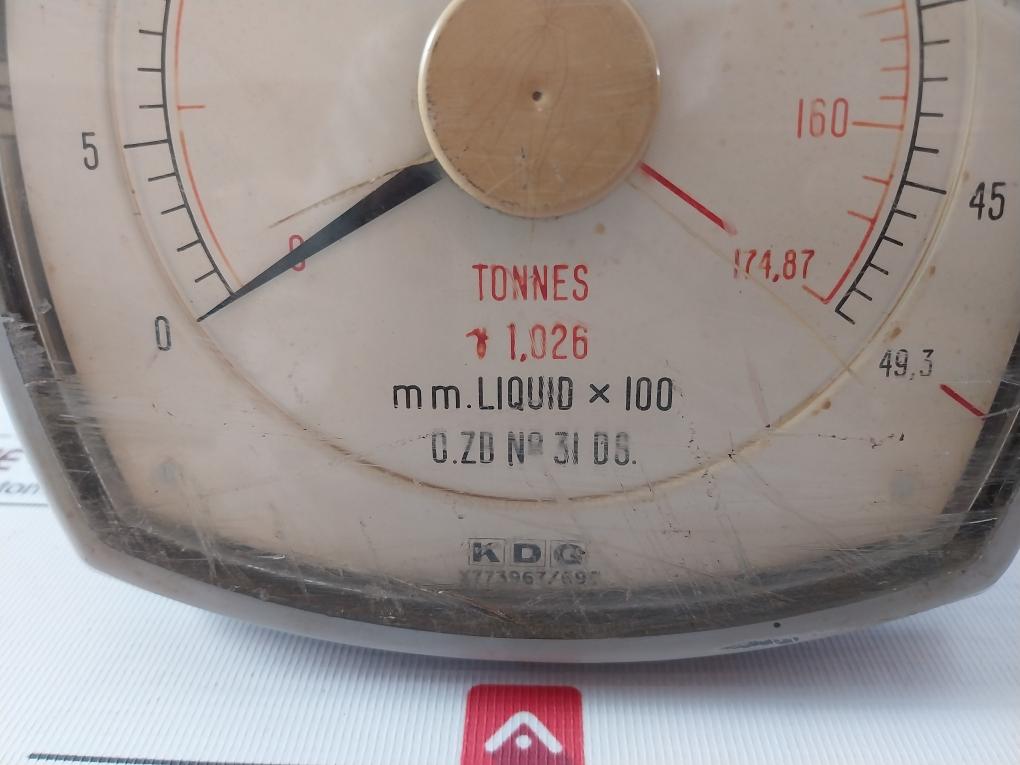 5
160
45
0
174,87
0
TONNES
γ 1,026
mm.LIQUID × 100
49,3
O.ZB Nº 31 DS.
KDG